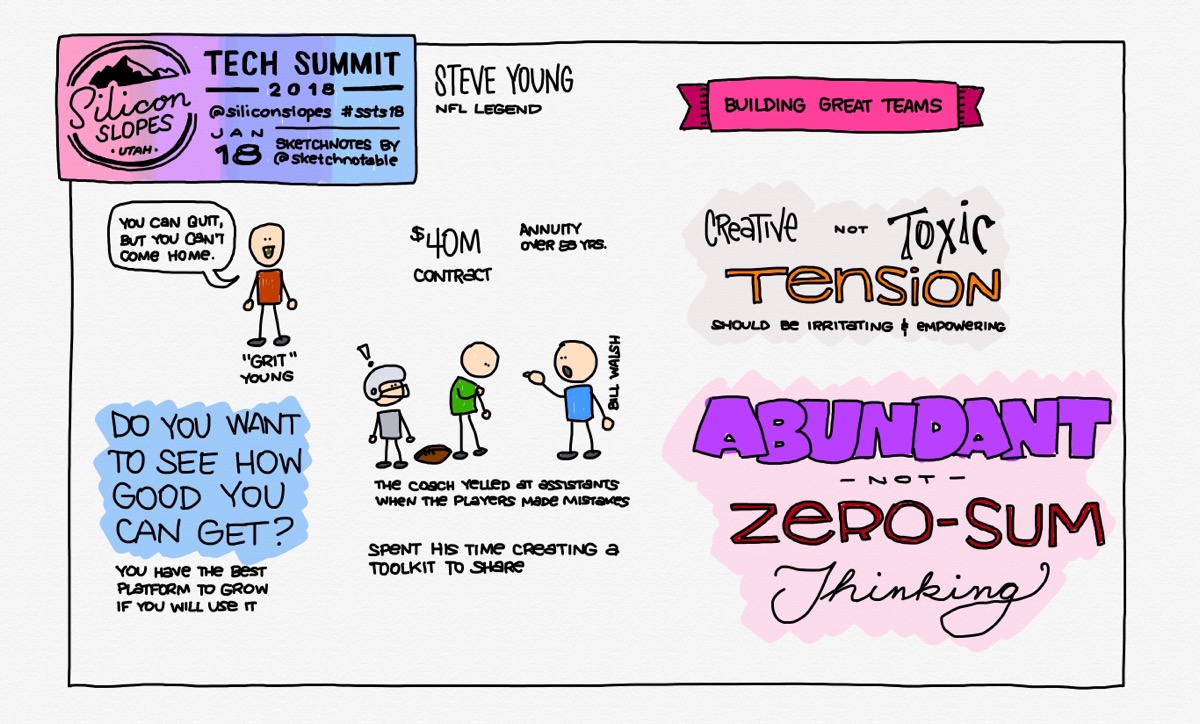 Silicon
SLOPES
• UTAH •
TECH SUMMIT
2018
@siliconslopes #ssts18
JAN
18
SKETCHNOTES BY
@sketchnotable
STEVE YOUNG
NFL LEGEND
BUILDING GREAT TEAMS
YOU CAN QUIT,
BUT YOU CAN'T
COME HOME.
"GRIT"
YOUNG
DO YOU WANT
TO SEE HOW
GOOD YOU
CAN GET?
YOU HAVE THE BEST
PLATFORM TO GROW
IF YOU WILL USE IT
$40M
CONTRACT
ANNUITY
OVER YRS.
!
BILL WALSH
THE COACH YELLED AT ASSISTANTS
WHEN THE PLAYERS MADE MISTAKES
SPENT HIS TIME CREATING A
TOOLKIT TO SHARE
CREATIVE NOT TOXIC
TENSION
SHOULD BE IRRITATING & EMPOWERING
ABUNDANT
- NOT -
ZERO-SUM
Thinking